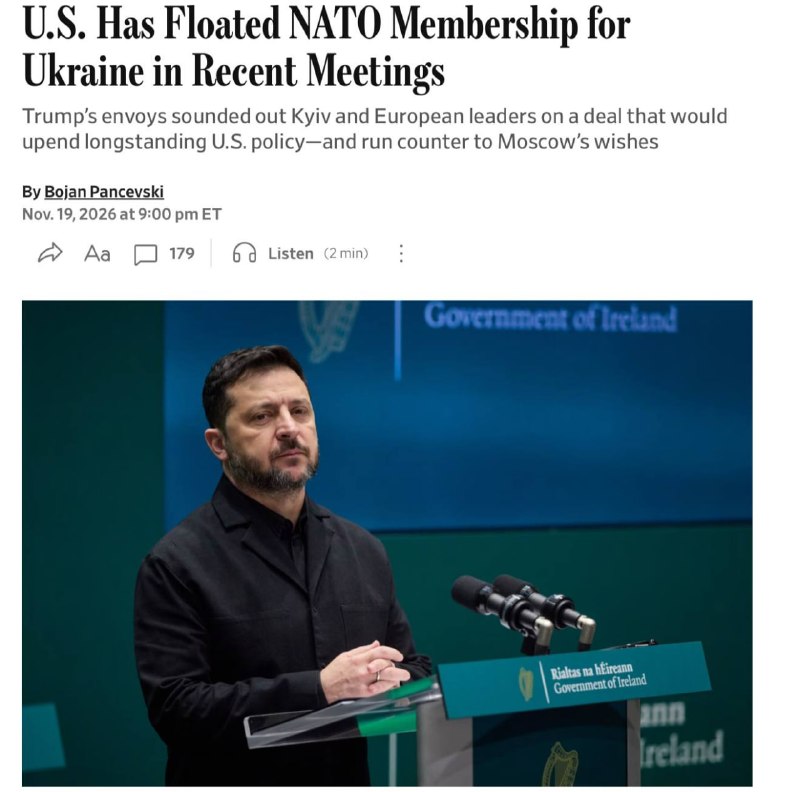 U.S. Has Floated NATO Membership for
Ukraine in Recent Meetings
Trump's envoys sounded out Kyiv and European leaders on a deal that would
upend longstanding U.S. policy—and run counter to Moscow's wishes
By Bojan Pancevski
Nov. 19, 2026 at 9:00 pm ET
Aa
179
Listen (2 min)
Government of Ireland
Rialtas na hÉireann
Government of Ireland
ann
Ireland